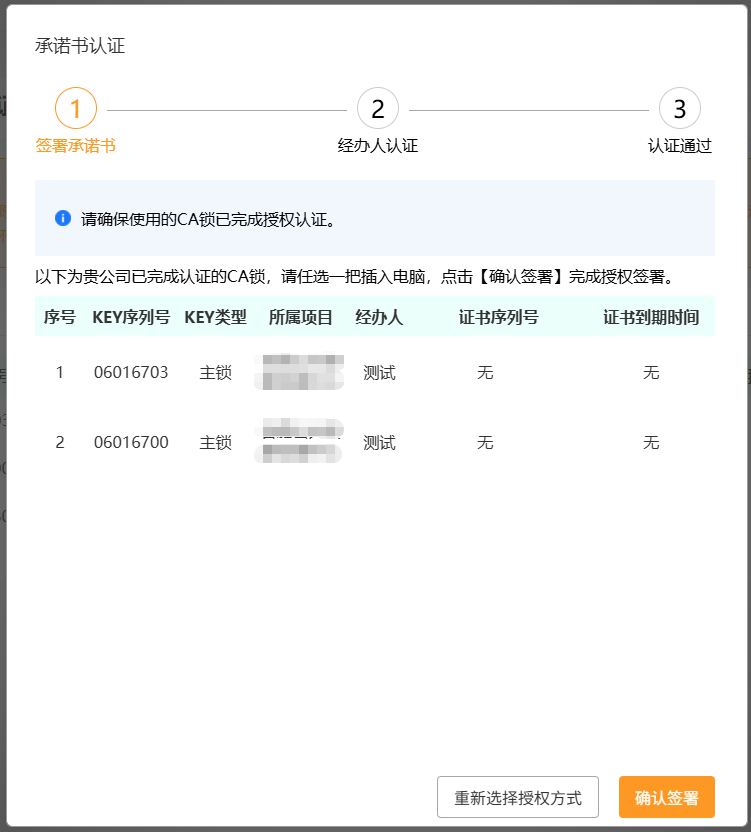 承诺书认证
1 2 3
签署承诺书 经办人认证 认证通过
请确保使用的CA锁已完成授权认证。
以下为贵公司已完成认证的CA锁，请任选一把插入电脑，点击【确认签署】完成授权签署。
序号 KEY序列号 KEY类型 所属项目 经办人 证书序列号 证书到期时间
1 06016703 主锁 测试 无 无
2 06016700 主锁 测试 无 无
重新选择授权方式 确认签署